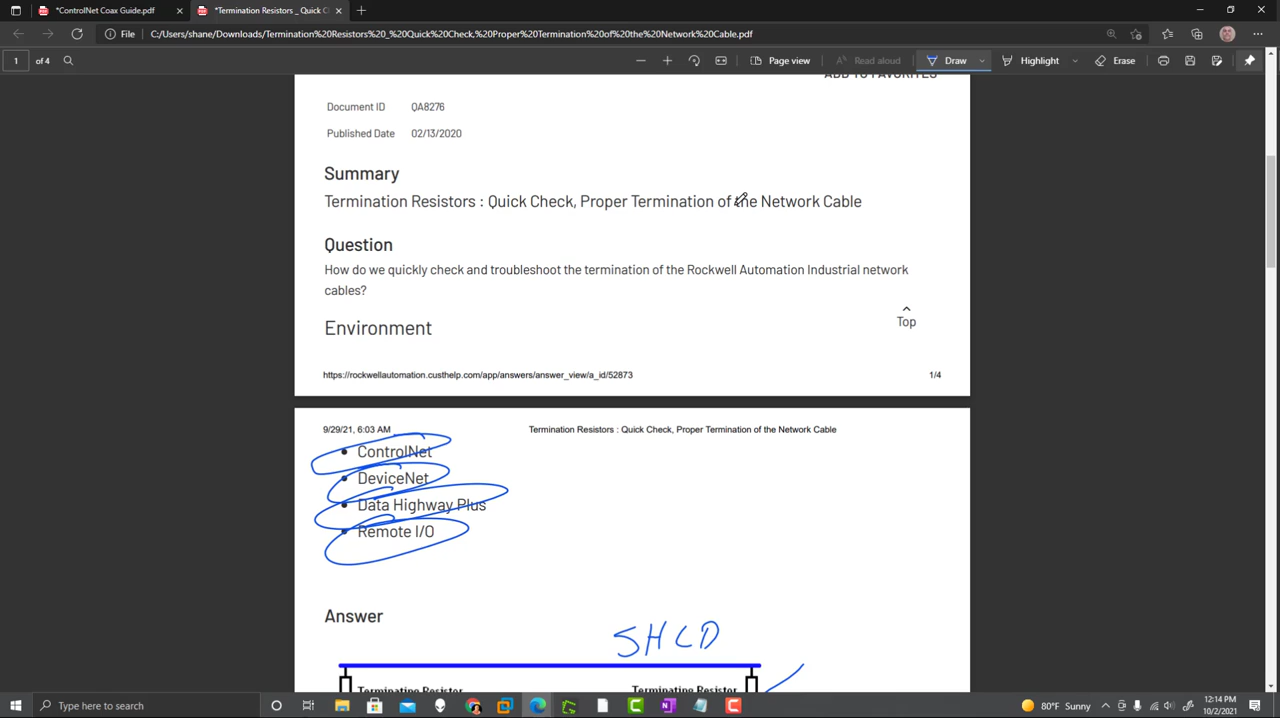 *ControlNet Coax Guide.pdf
*Termination Resistors _ Quick C
File
C:/Users/shane/Downloads/Termination%20Resistors%20_%20Quick%20Check,%20Proper%20Termination%20of%20the%20Network%20Cable.pdf
1 of 4
Page view
Read aloud
Draw
Highlight
Erase
ADD TO FAVORITES
Document ID QA8276
Published Date 02/13/2020
Summary
Termination Resistors : Quick Check, Proper Termination of the Network Cable
Question
How do we quickly check and troubleshoot the termination of the Rockwell Automation Industrial network
cables?
Top
Environment
https://rockwellautomation.custhelp.com/app/answers/answer_view/a_id/52873 1/4
9/29/21, 6:03 AM Termination Resistors : Quick Check, Proper Termination of the Network Cable
• ControlNet
• DeviceNet
• Data Highway Plus
• Remote I/O
Answer
SHLD
Terminating Resistor Terminating Resistor
Type here to search
80°F Sunny
12:14 PM
10/2/2021